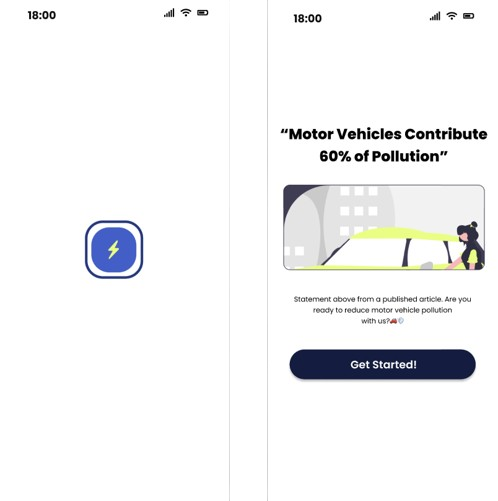 18:00
18:00
“Motor Vehicles Contribute
60% of Pollution”
Statement above from a published article. Are you
ready to reduce motor vehicle pollution
with us?🚗💨
Get Started!